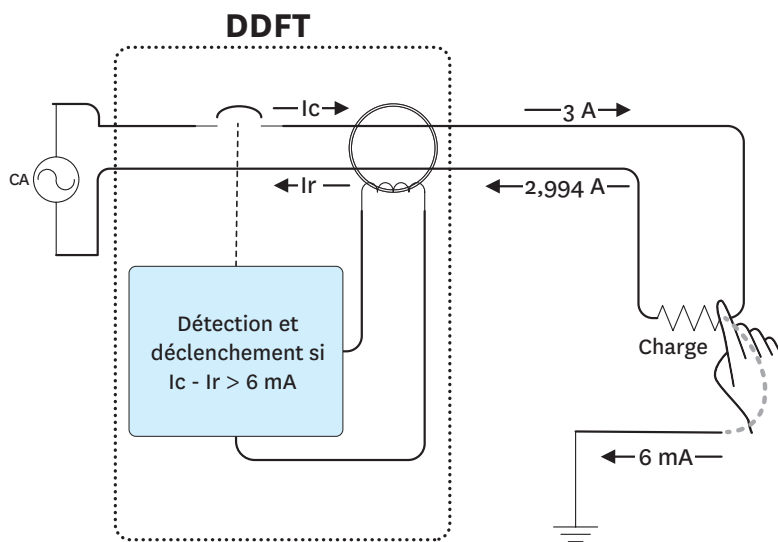 DDFT
Ic
3 A
CA
Ir
2,994 A
Détection et
déclenchement si
Ic - Ir > 6 mA
Charge
6 mA